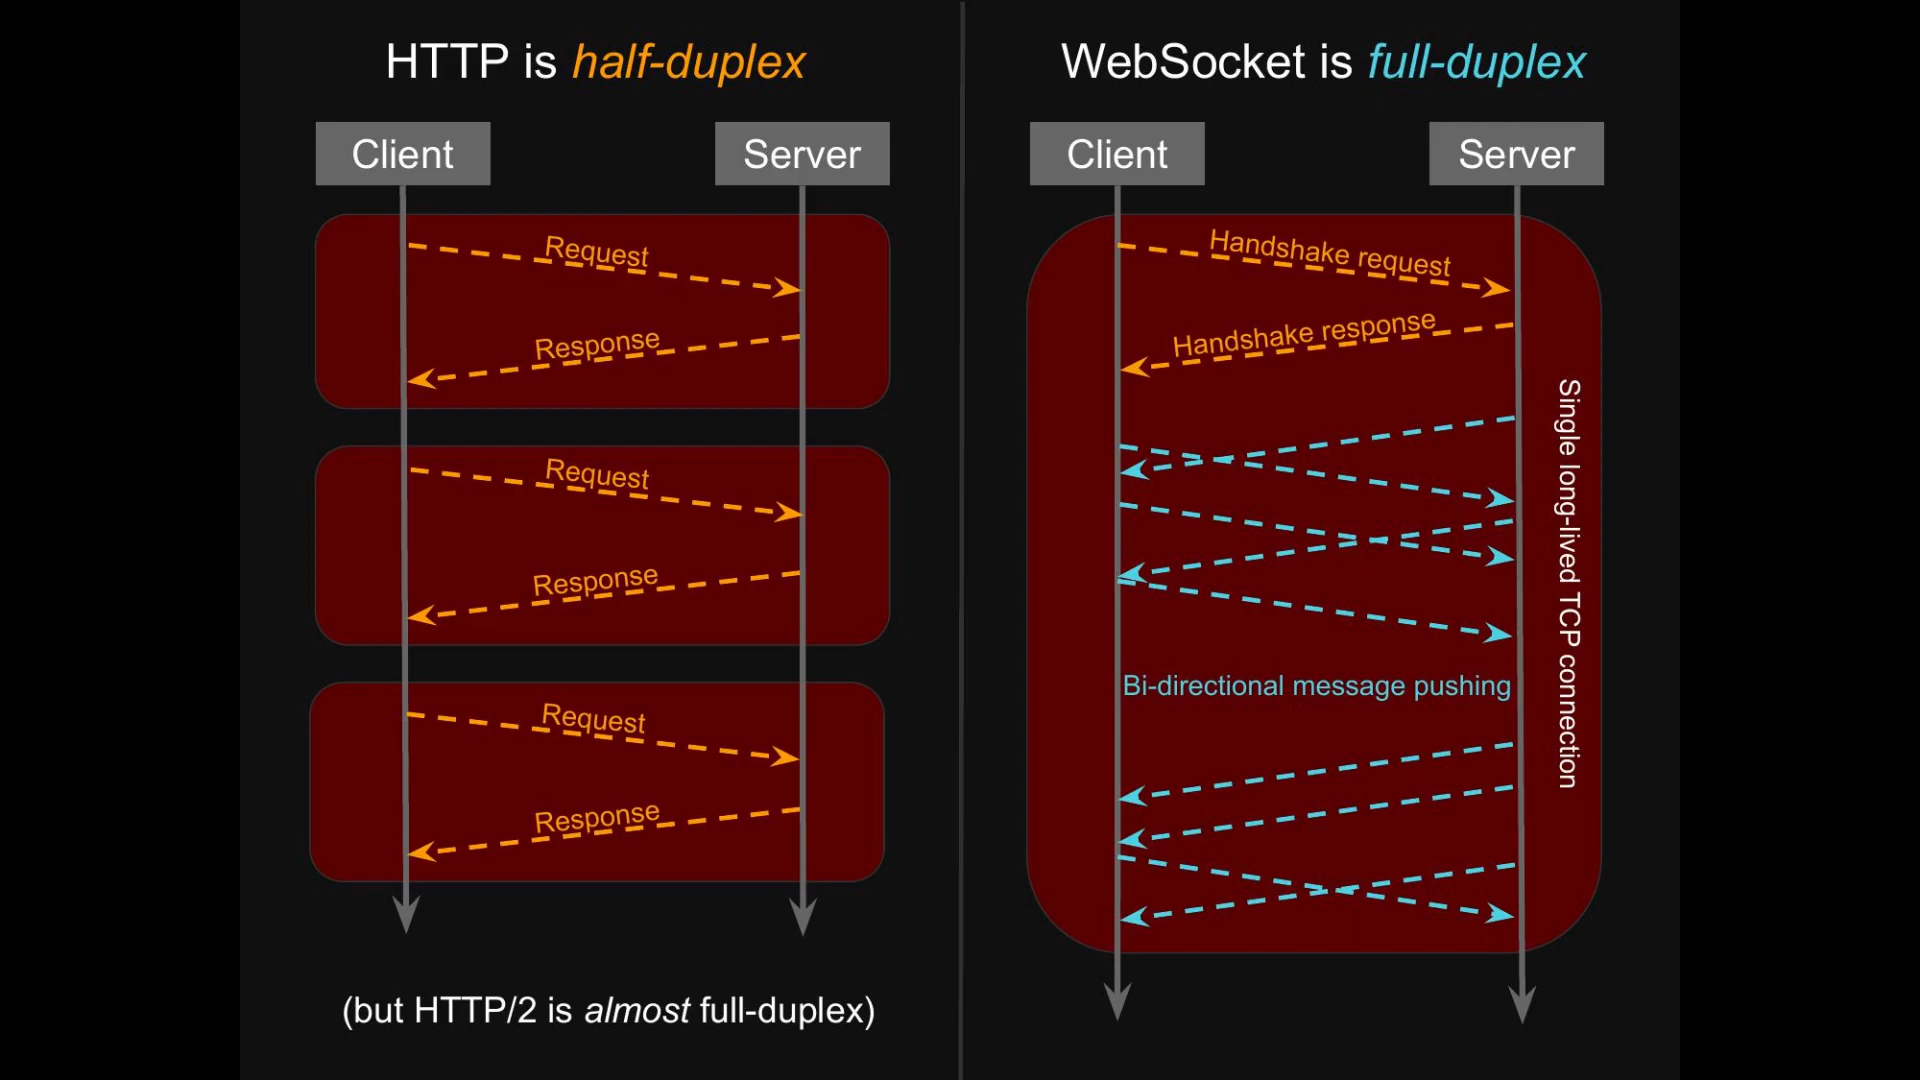 HTTP is half-duplex
Client
Server
Request
Response
Request
Response
Request
Response
(but HTTP/2 is almost full-duplex)
WebSocket is full-duplex
Client
Server
Handshake request
Handshake response
Bi-directional message pushing
Single long-lived TCP connection